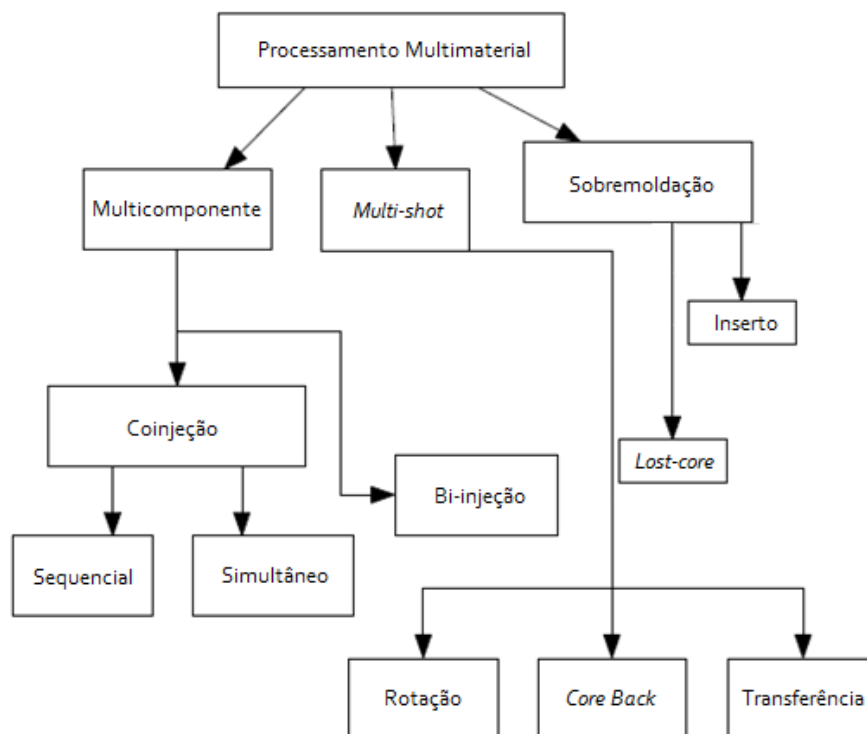 Processamento Multimaterial
Multicomponente
Multi-shot
Sobremoldação
Inserto
Coinjeção
Lost-core
Bi-injeção
Sequencial
Simultâneo
Rotação
Core Back
Transferência